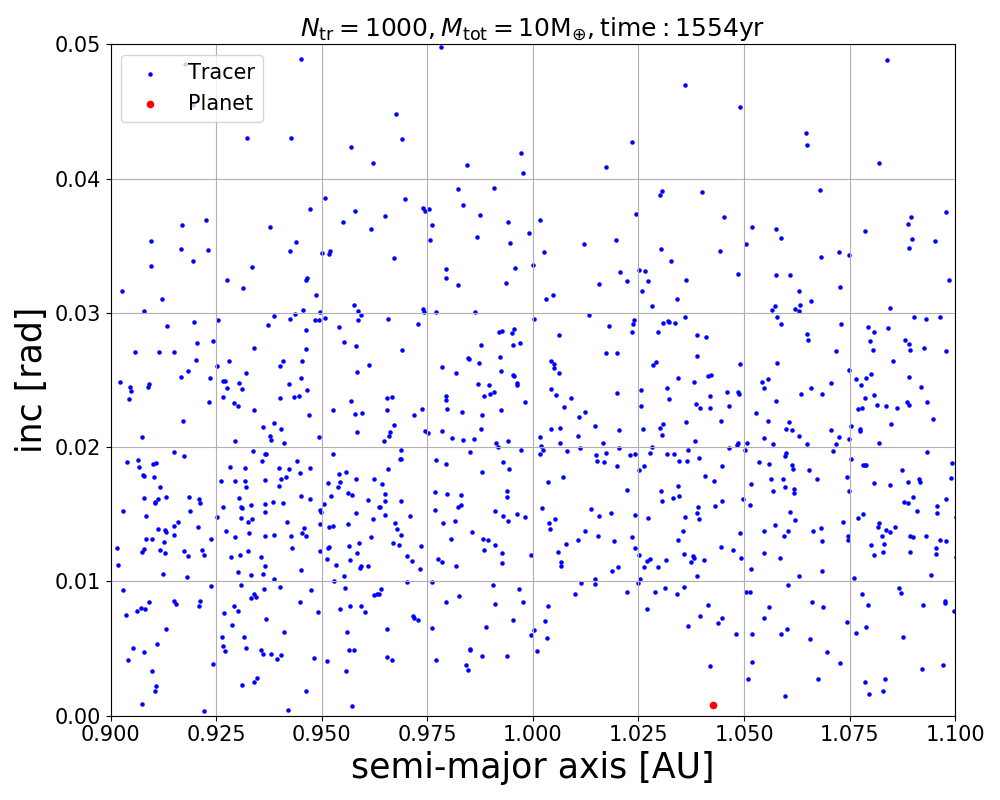 N_tr = 1000, M_tot = 10M_⊕, time : 1554yr
Tracer
Planet
inc [rad]
0.05
0.04
0.03
0.02
0.01
0.00
0.900 0.925 0.950 0.975 1.000 1.025 1.050 1.075 1.100
semi-major axis [AU]